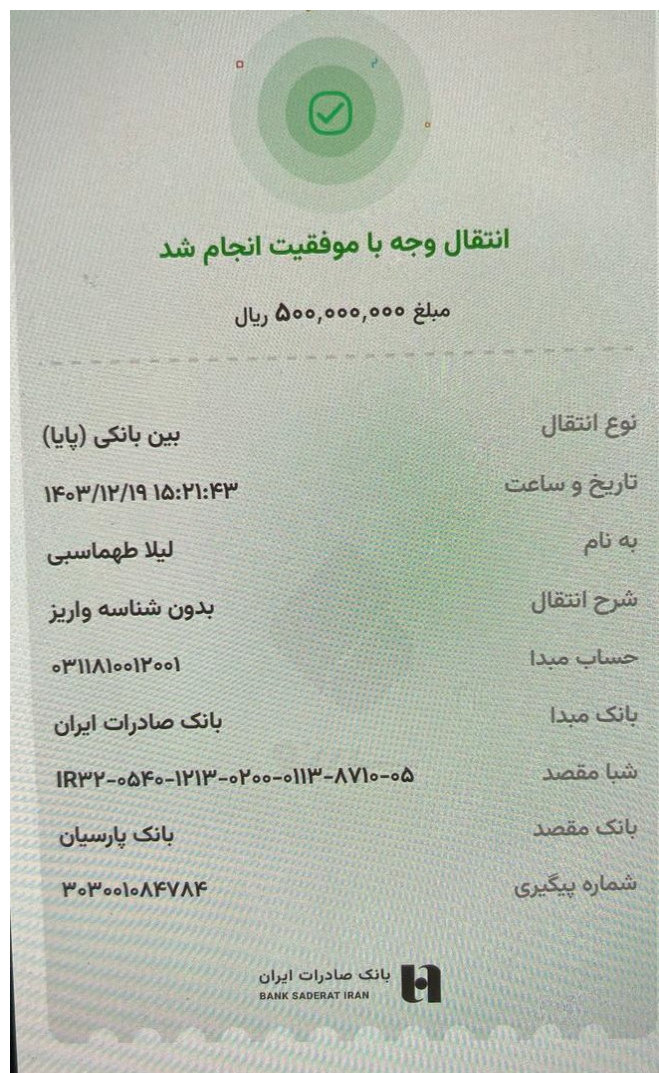 انتقال وجه با موفقیت انجام شد
مبلغ ۵۰۰,۰۰۰,۰۰۰ ریال
نوع انتقال بین بانکی (پایا)
تاریخ و ساعت ۱۴۰۳/۱۲/۱۹ ۱۵:۲۱:۴۳
به نام لیلا طهماسبی
شرح انتقال بدون شناسه واریز
حساب مبدا ۰۳۱۱۸۱۰۰۱۲۰۰۱
بانک مبدا بانک صادرات ایران
شبا مقصد IR۳۲-۰۵۴۰-۱۲۱۳-۰۲۰۰-۰۱۱۳-۸۷۱۰-۰۵
بانک مقصد بانک پارسیان
شماره پیگیری ۳۰۳۰۰۱۰۸۴۷۸۴
بانک صادرات ایران
BANK SADERAT IRAN